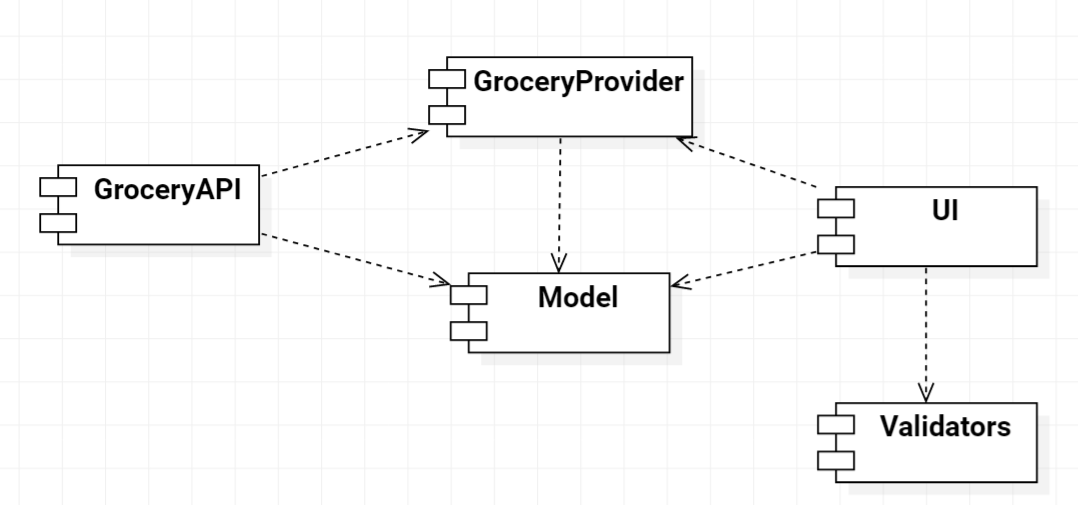 GroceryProvider
GroceryAPI
UI
Model
Validators